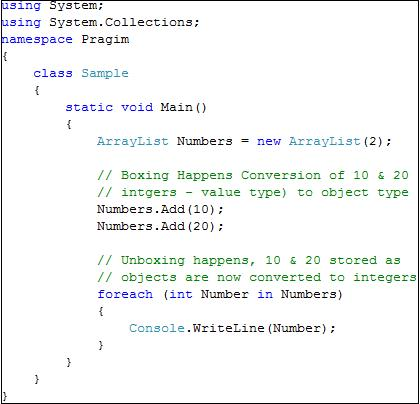 using System;
using System.Collections;
namespace Pragim
{
    class Sample
    {
        static void Main()
        {
            ArrayList Numbers = new ArrayList(2);

            // Boxing Happens Conversion of 10 & 20
            // intgers - value type) to object type
            Numbers.Add(10);
            Numbers.Add(20);

            // Unboxing happens, 10 & 20 stored as
            // objects are now converted to integers
            foreach (int Number in Numbers)
            {
                Console.WriteLine(Number);
            }
        }
    }
}